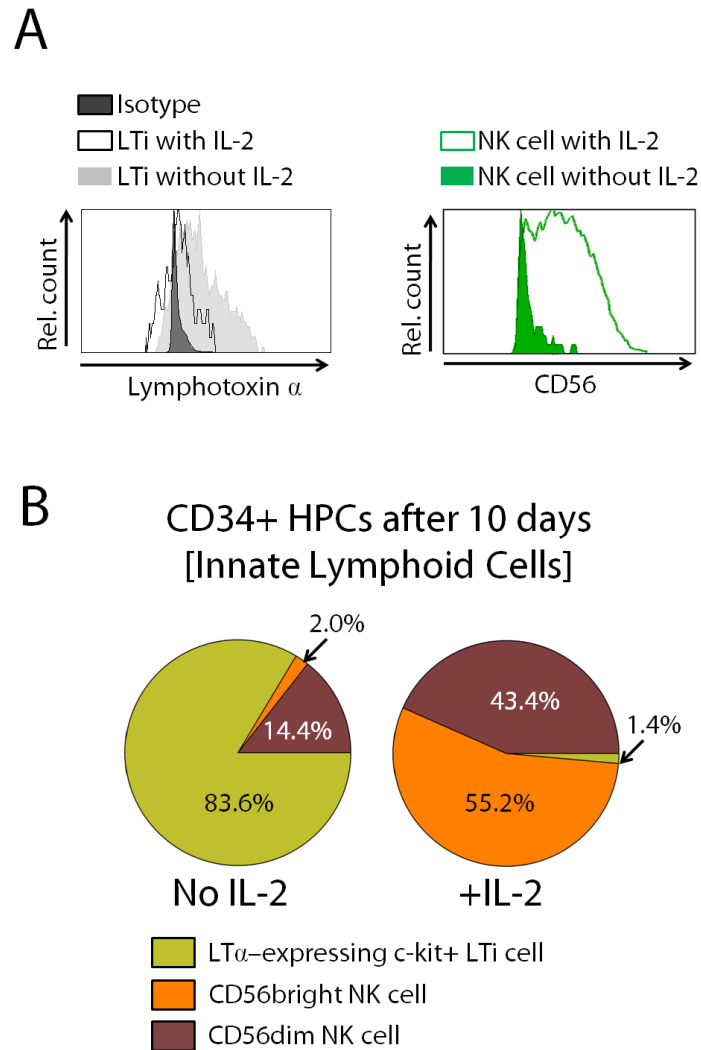 A
Isotype
LTi with IL-2
LTi without IL-2
NK cell with IL-2
NK cell without IL-2
Rel. count
Lymphotoxin α
Rel. count
CD56
B
CD34+ HPCs after 10 days
[Innate Lymphoid Cells]
2.0%
14.4%
83.6%
43.4%
1.4%
55.2%
No IL-2
+IL-2
LTα–expressing c-kit+ LTi cell
CD56bright NK cell
CD56dim NK cell